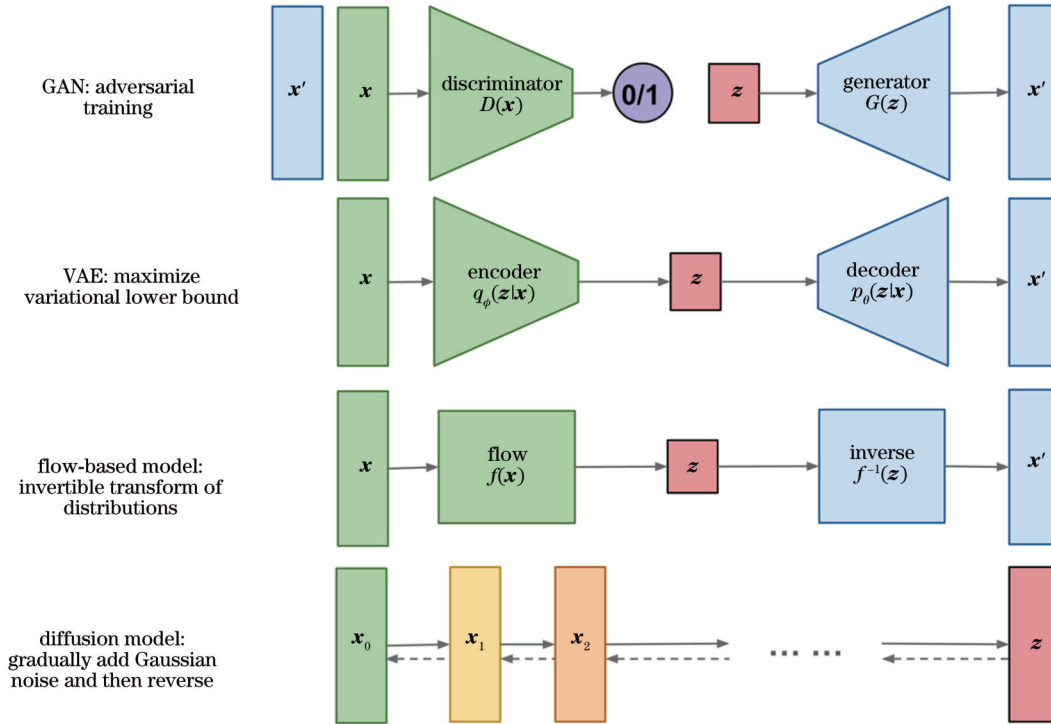 GAN: adversarial
training
x'
x
discriminator
D(x)
0/1
z
generator
G(z)
x'
VAE: maximize
variational lower bound
x
encoder
qϕ(z|x)
z
decoder
pθ(z|x)
x'
flow-based model:
invertible transform of
distributions
x
flow
f(x)
z
inverse
f⁻¹(z)
x'
diffusion model:
gradually add Gaussian
noise and then reverse
x₀
x₁
x₂
... ...
z